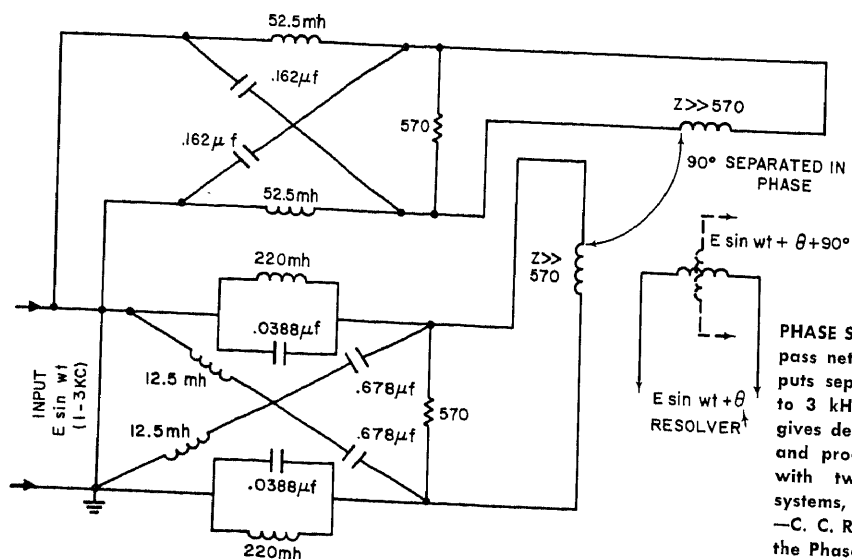 52.5mh
.162μf
.162μf
570
52.5mh
Z>>570
90° SEPARATED IN
PHASE
220mh
.0388μf
Z>>
570
E sin wt + θ+90°
12.5 mh
.678μf
INPUT
E sin wt
(1-3KC)
12.5mh
.678μf
570
E sin wt+θ
RESOLVER
.0388μf
220mh
PHASE S
pass net
puts sep
to 3 kH
gives de
and pro
with tw
systems,
—C. C. R
the Phas